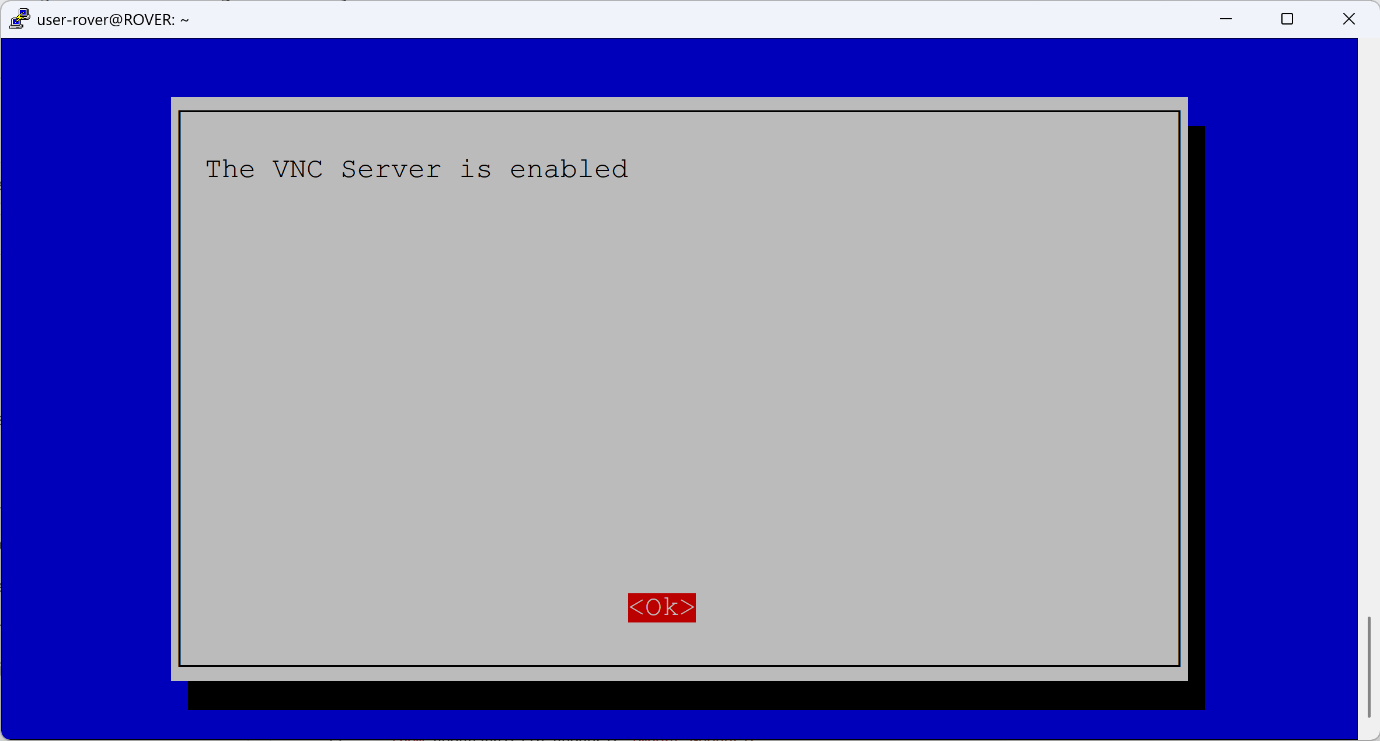 user-rover@ROVER: ~
The VNC Server is enabled
<Ok>